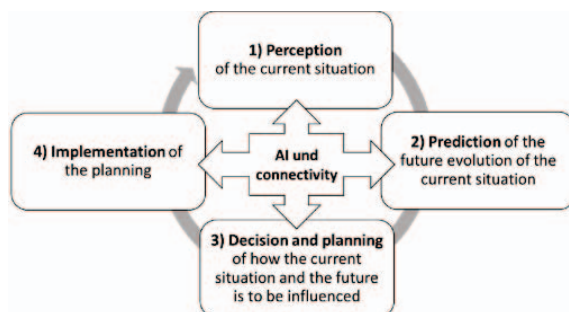 1) Perception
of the current situation
4) Implementation of
the planning
AI und
connectivity
2) Prediction of the
future evolution of the
current situation
3) Decision and planning
of how the current
situation and the future
is to be influenced